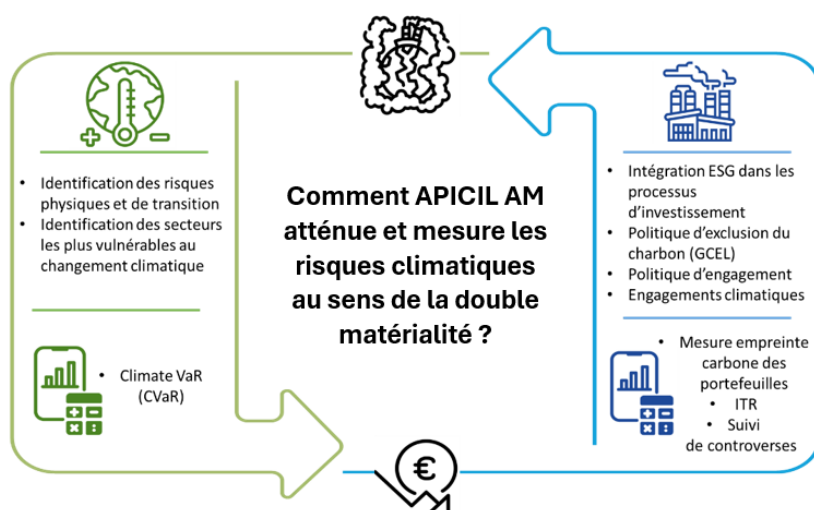 • Identification des risques
physiques et de transition
• Identification des secteurs
les plus vulnérables au
changement climatique
• Climate VaR
(CVaR)
Comment APICIL AM
atténue et mesure les
risques climatiques
au sens de la double
matérialité ?
• Intégration ESG dans les
processus
d’investissement
• Politique d’exclusion du
charbon (GCEL)
• Politique d’engagement
• Engagements climatiques
• Mesure empreinte
carbone des
portefeuilles
• ITR
• Suivi
de controverses
€